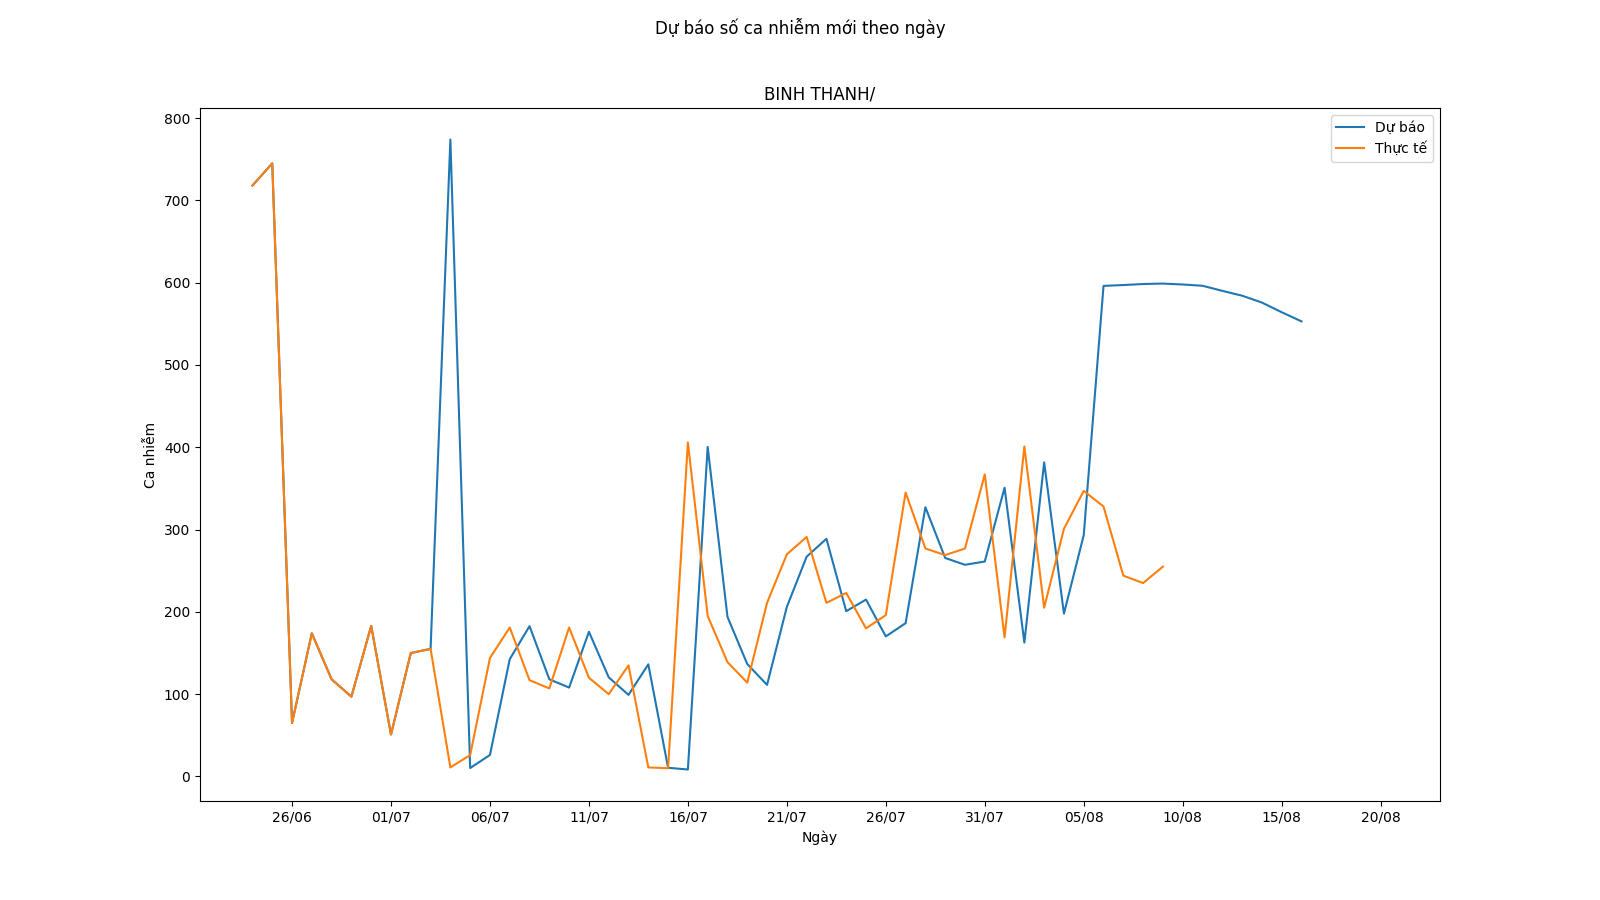 Dự báo số ca nhiễm mới theo ngày
BINH THANH/
Dự báo
Thực tế
800
700
600
500
400
300
200
100
0
Ca nhiễm
26/06 01/07 06/07 11/07 16/07 21/07 26/07 31/07 05/08 10/08 15/08 20/08
Ngày